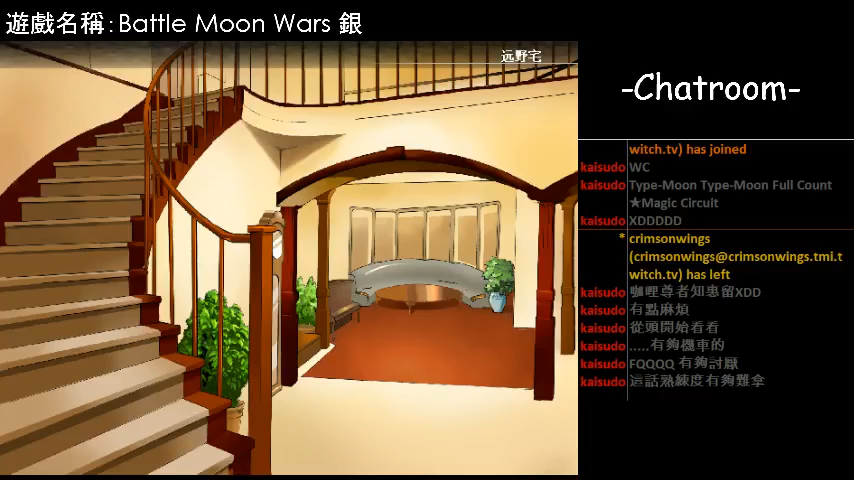 遊戲名稱：Battle Moon Wars 銀
远野宅
-Chatroom-
witch.tv) has joined
kaisudo WC
kaisudo Type-Moon Type-Moon Full Count
★Magic Circuit
kaisudo XDDDDD
* crimsonwings
(crimsonwings@crimsonwings.tmi.t
witch.tv) has left
kaisudo 咖哩尊者知惠留XDD
kaisudo 有點麻煩
kaisudo 從頭開始看看
kaisudo .....有夠機車的
kaisudo FQQQQ 有夠討厭
kaisudo 這話熟練度有夠難拿